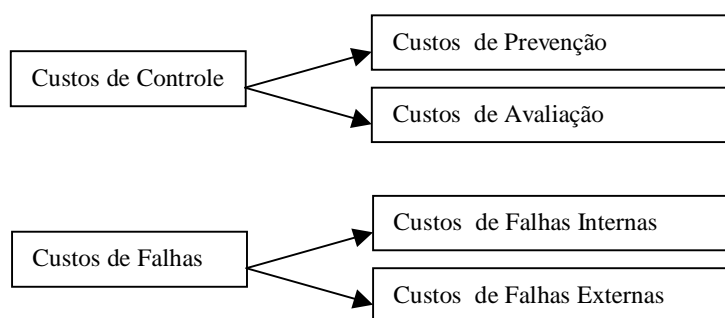 Custos de Prevenção
Custos de Controle
Custos de Avaliação
Custos de Falhas Internas
Custos de Falhas
Custos de Falhas Externas